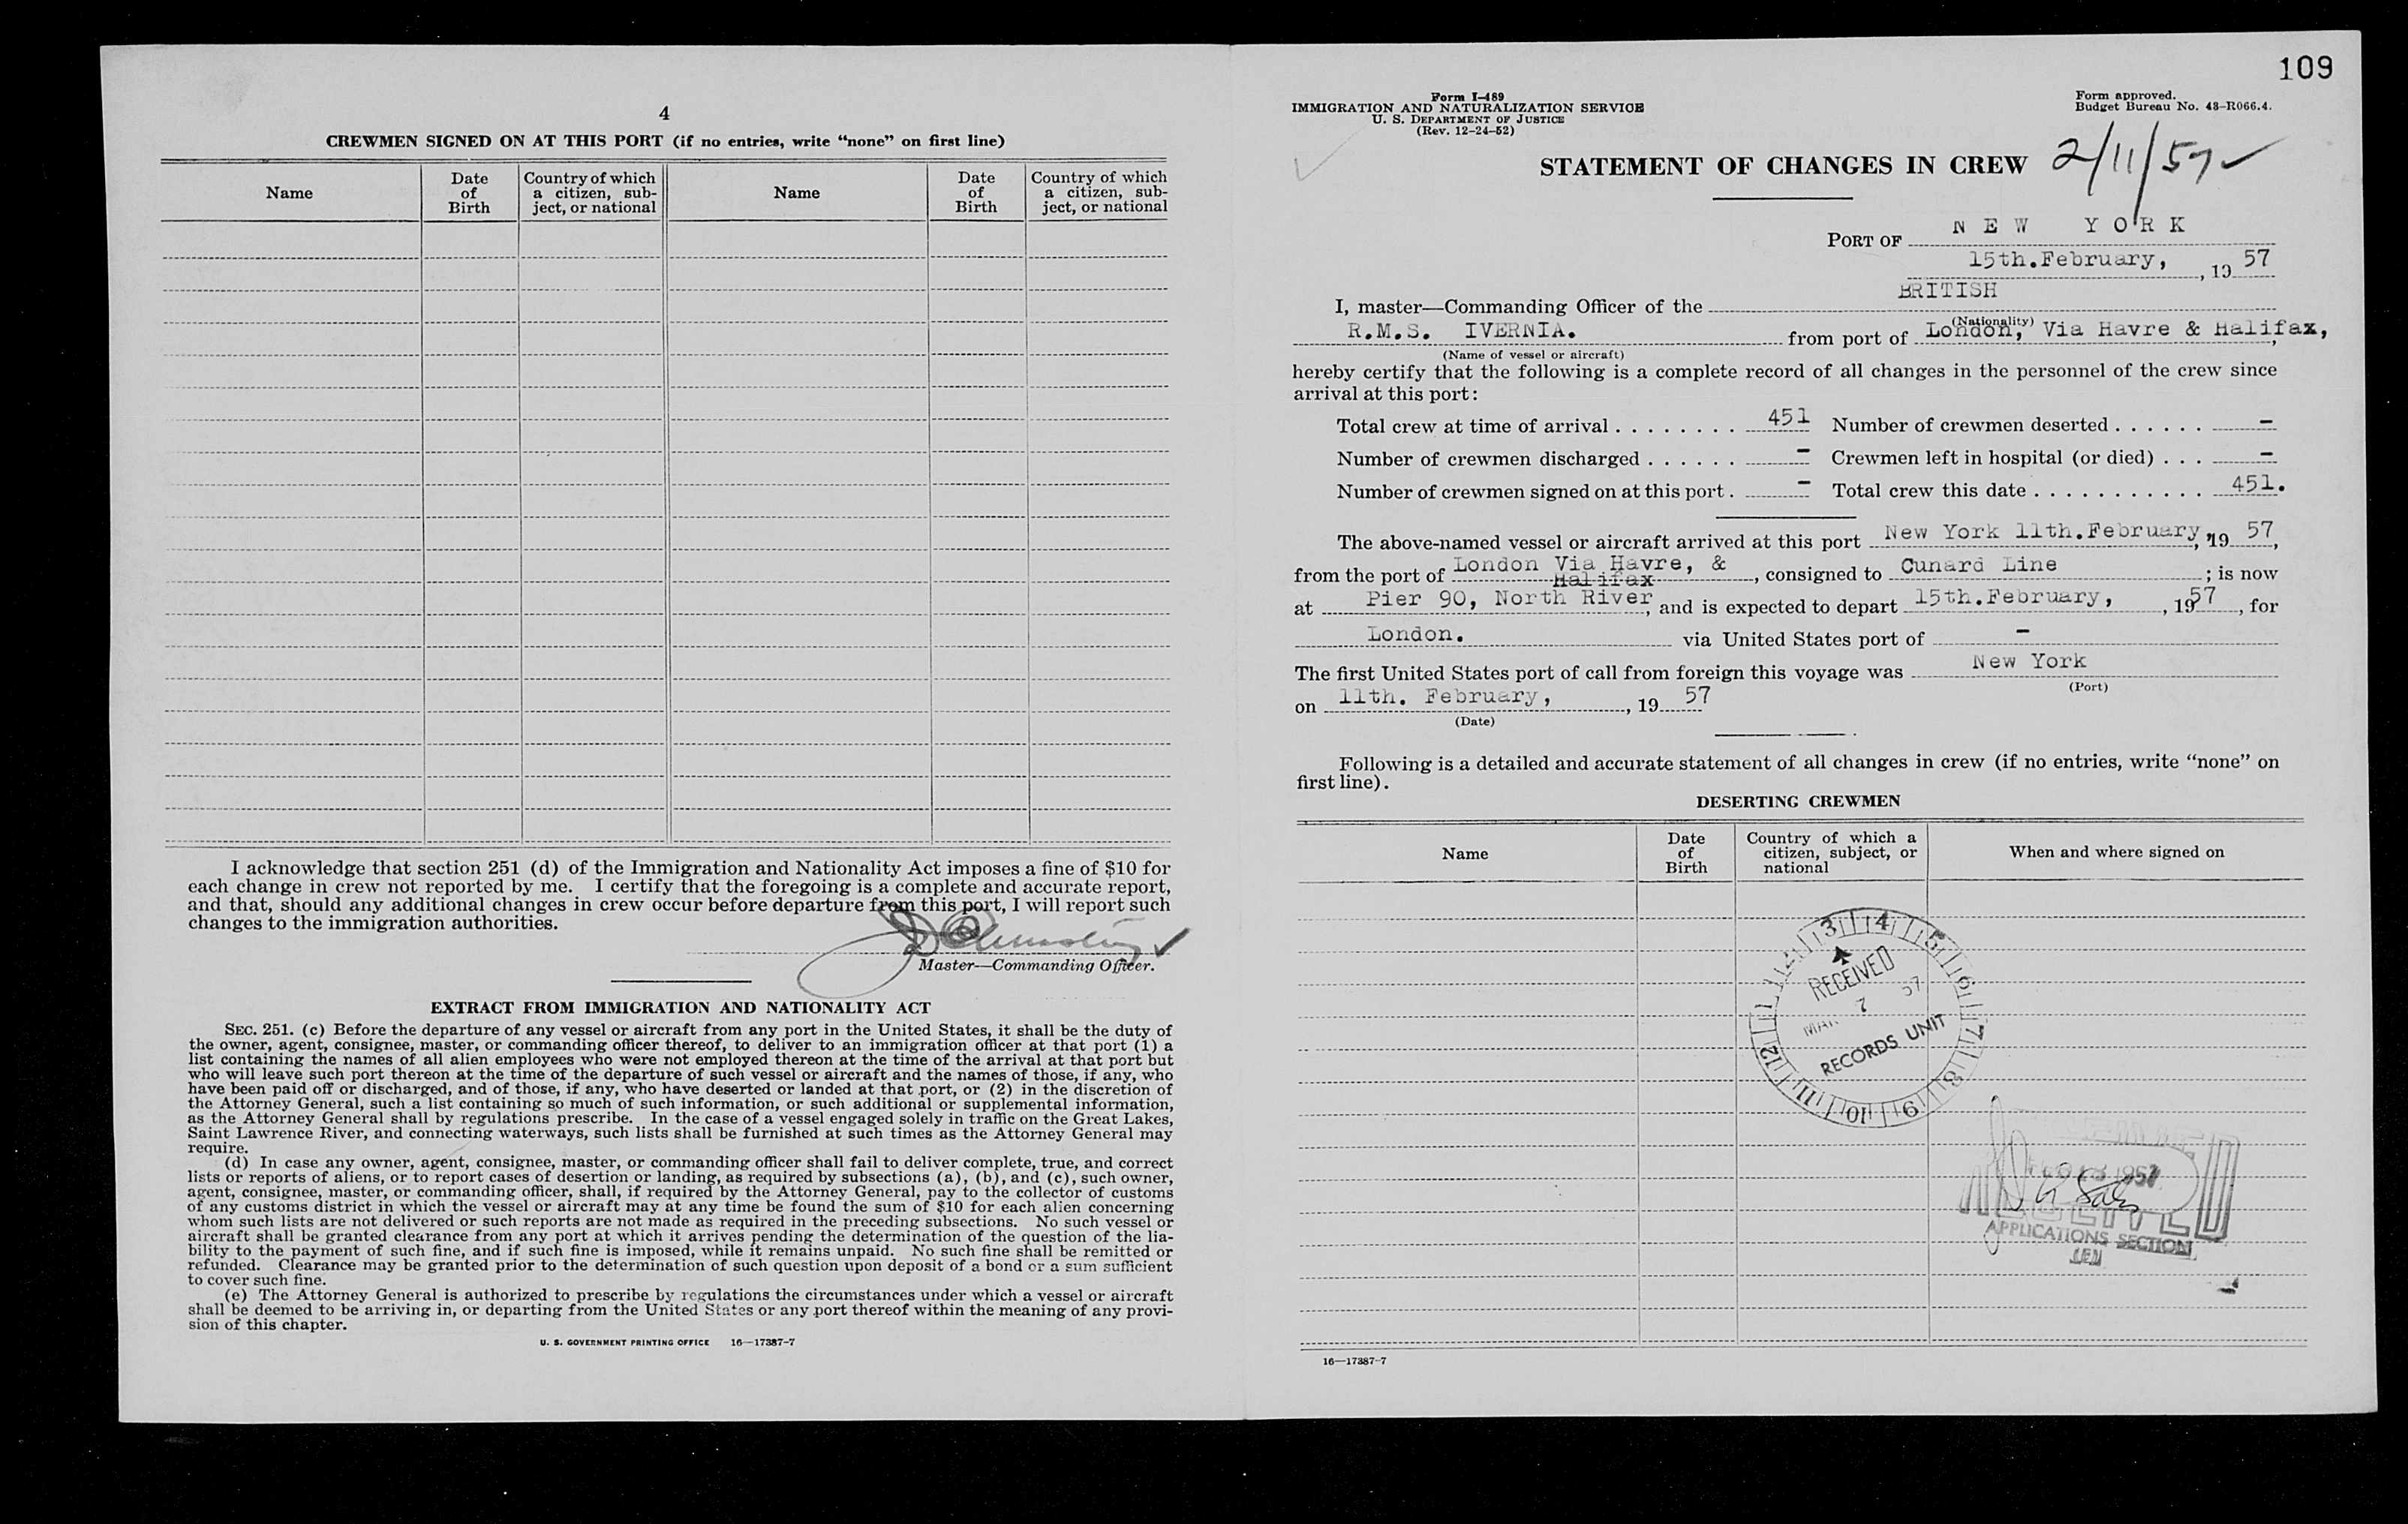 4
CREWMEN SIGNED ON AT THIS PORT (if no entries, write “none” on first line)
Name
Date of Birth
Country of which a citizen, subject, or national
Name
Date of Birth
Country of which a citizen, subject, or national
I acknowledge that section 251 (d) of the Immigration and Nationality Act imposes a fine of $10 for
each change in crew not reported by me. I certify that the foregoing is a complete and accurate report,
and that, should any additional changes in crew occur before departure from this port, I will report such
changes to the immigration authorities.
Master—Commanding Officer.
EXTRACT FROM IMMIGRATION AND NATIONALITY ACT
SEC. 251. (c) Before the departure of any vessel or aircraft from any port in the United States, it shall be the duty of
the owner, agent, consignee, master, or commanding officer thereof, to deliver to an immigration officer at that port (1) a
list containing the names of all alien employees who were not employed thereon at the time of the arrival at that port but
who will leave such port thereon at the time of the departure of such vessel or aircraft and the names of those, if any, who
have been paid off or discharged, and of those, if any, who have deserted or landed at that port, or (2) in the discretion of
the Attorney General, such a list containing so much of such information, or such additional or supplemental information,
as the Attorney General shall by regulations prescribe. In the case of a vessel engaged solely in traffic on the Great Lakes,
Saint Lawrence River, and connecting waterways, such lists shall be furnished at such times as the Attorney General may
require.
(d) In case any owner, agent, consignee, master, or commanding officer shall fail to deliver complete, true, and correct
lists or reports of aliens, or to report cases of desertion or landing, as required by subsections (a), (b), and (c), such owner,
agent, consignee, master, or commanding officer, shall, if required by the Attorney General, pay to the collector of customs
of any customs district in which the vessel or aircraft may at any time be found the sum of $10 for each alien concerning
whom such lists are not delivered or such reports are not made as required in the preceding subsections. No such vessel or
aircraft shall be granted clearance from any port at which it arrives pending the determination of the question of the lia-
bility to the payment of such fine, and if such fine is imposed, while it remains unpaid. No such fine shall be remitted or
refunded. Clearance may be granted prior to the determination of such question upon deposit of a bond or a sum sufficient
to cover such fine.
(e) The Attorney General is authorized to prescribe by regulations the circumstances under which a vessel or aircraft
shall be deemed to be arriving in, or departing from the United States or any port thereof within the meaning of any provi-
sion of this chapter.
U. S. GOVERNMENT PRINTING OFFICE 16—17387-7
109
Form I-489
IMMIGRATION AND NATURALIZATION SERVICE
U. S. DEPARTMENT OF JUSTICE
(Rev. 12-24-52)
Form approved.
Budget Bureau No. 43-R066.4.
STATEMENT OF CHANGES IN CREW 2/11/57
PORT OF NEW YORK
15th.February, , 19 57
I, master—Commanding Officer of the BRITISH
(Nationality)
R.M.S. IVERNIA. from port of London, Via Havre & Halifax,
(Name of vessel or aircraft)
hereby certify that the following is a complete record of all changes in the personnel of the crew since
arrival at this port:
Total crew at time of arrival 451 Number of crewmen deserted –
Number of crewmen discharged – Crewmen left in hospital (or died) –
Number of crewmen signed on at this port – Total crew this date 451.
The above-named vessel or aircraft arrived at this port New York 11th.February, 19 57,
from the port of London Via Havre, & Halifax, consigned to Cunard Line ; is now
at Pier 90, North River, and is expected to depart 15th.February, , 1957, for
London. via United States port of –
The first United States port of call from foreign this voyage was New York
(Port)
on 11th. February, , 19 57
(Date)
Following is a detailed and accurate statement of all changes in crew (if no entries, write “none” on
first line).
DESERTING CREWMEN
Name
Date of Birth
Country of which a citizen, subject, or national
When and where signed on
1 2 3 4 5 6 7 8 9 10 11 12
RECEIVED
MAR 7 57
RECORDS UNIT
APPLICATIONS SECTION
16—17387-7